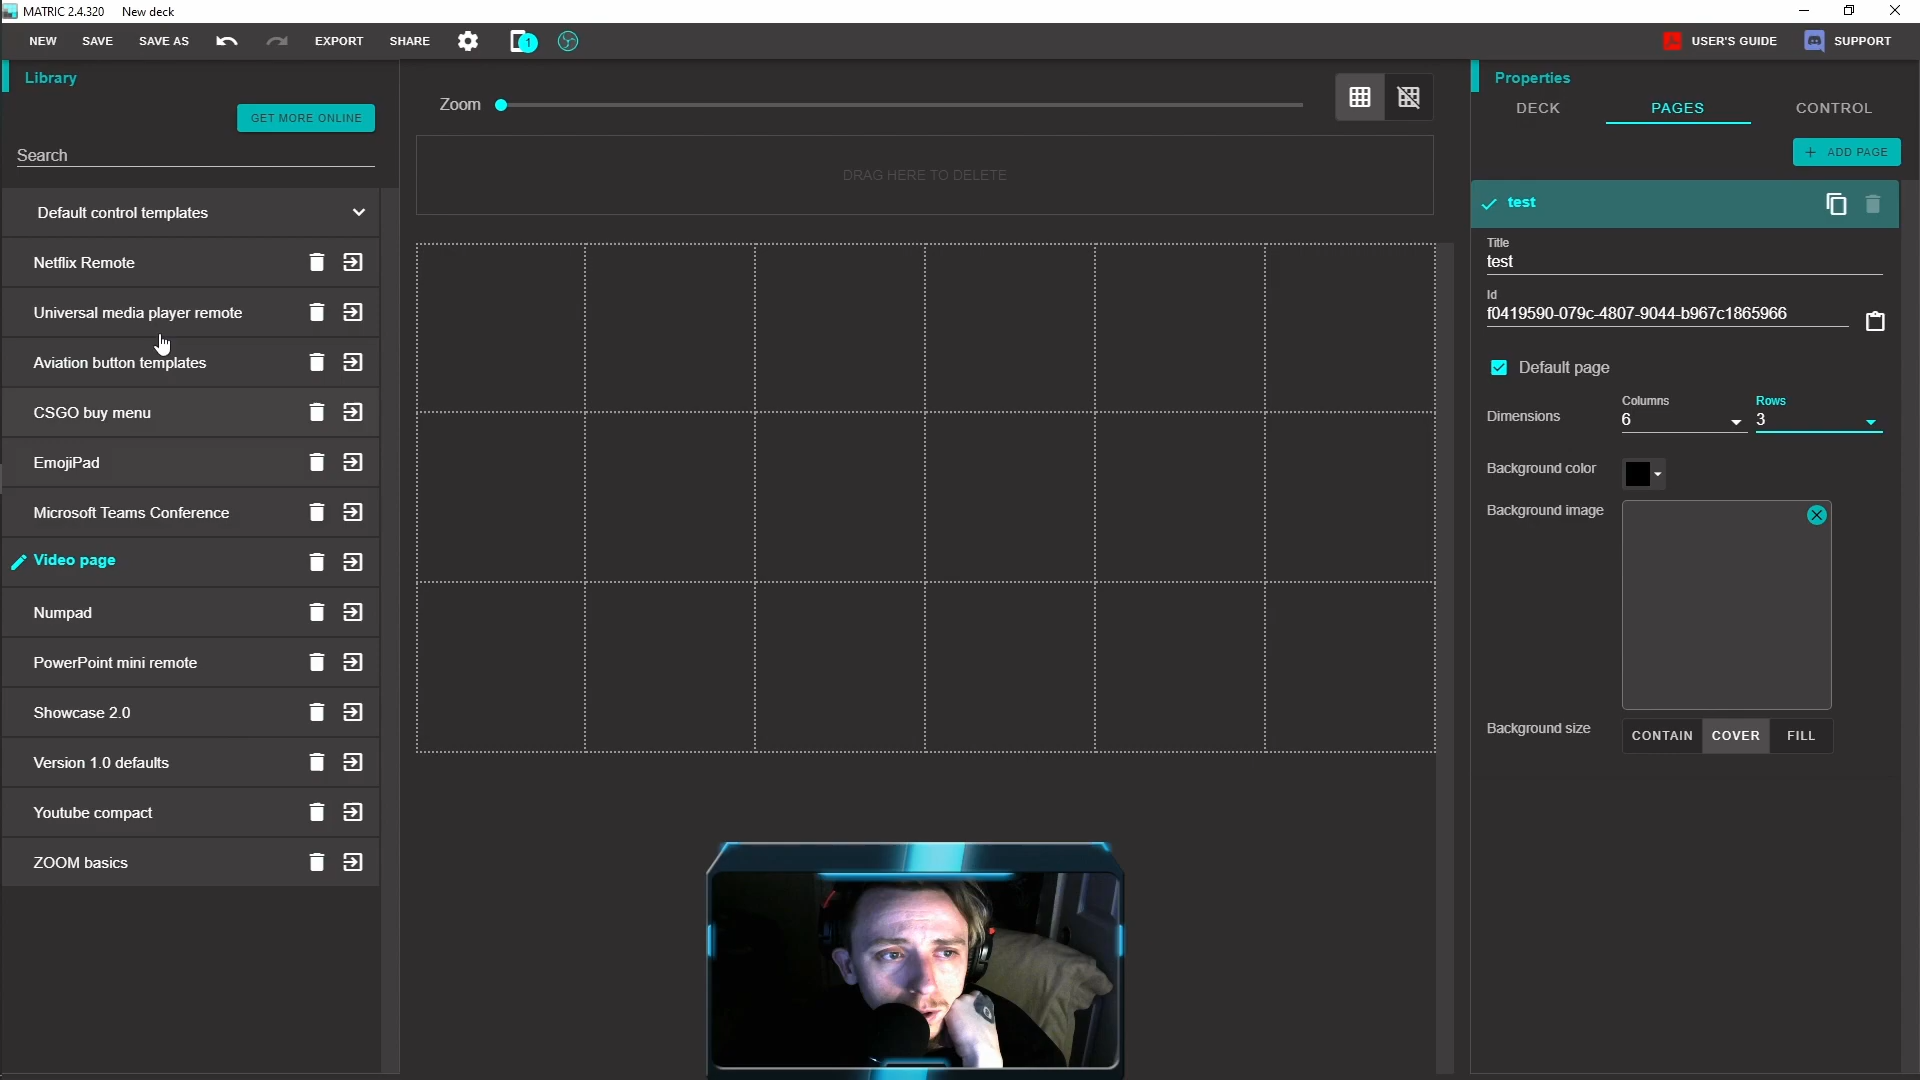 MATRIC 2.4.320 New deck
NEW SAVE SAVE AS EXPORT SHARE 1 USER'S GUIDE SUPPORT
Library
GET MORE ONLINE
Search
Default control templates
Netflix Remote
Universal media player remote
Aviation button templates
CSGO buy menu
EmojiPad
Microsoft Teams Conference
Video page
Numpad
PowerPoint mini remote
Showcase 2.0
Version 1.0 defaults
Youtube compact
ZOOM basics
Zoom
DRAG HERE TO DELETE
Properties
DECK PAGES CONTROL
+ ADD PAGE
test
Title
test
Id
f0419590-079c-4807-9044-b967c1865966
Default page
Dimensions
Columns
6
Rows
3
Background color
Background image
Background size
CONTAIN COVER FILL